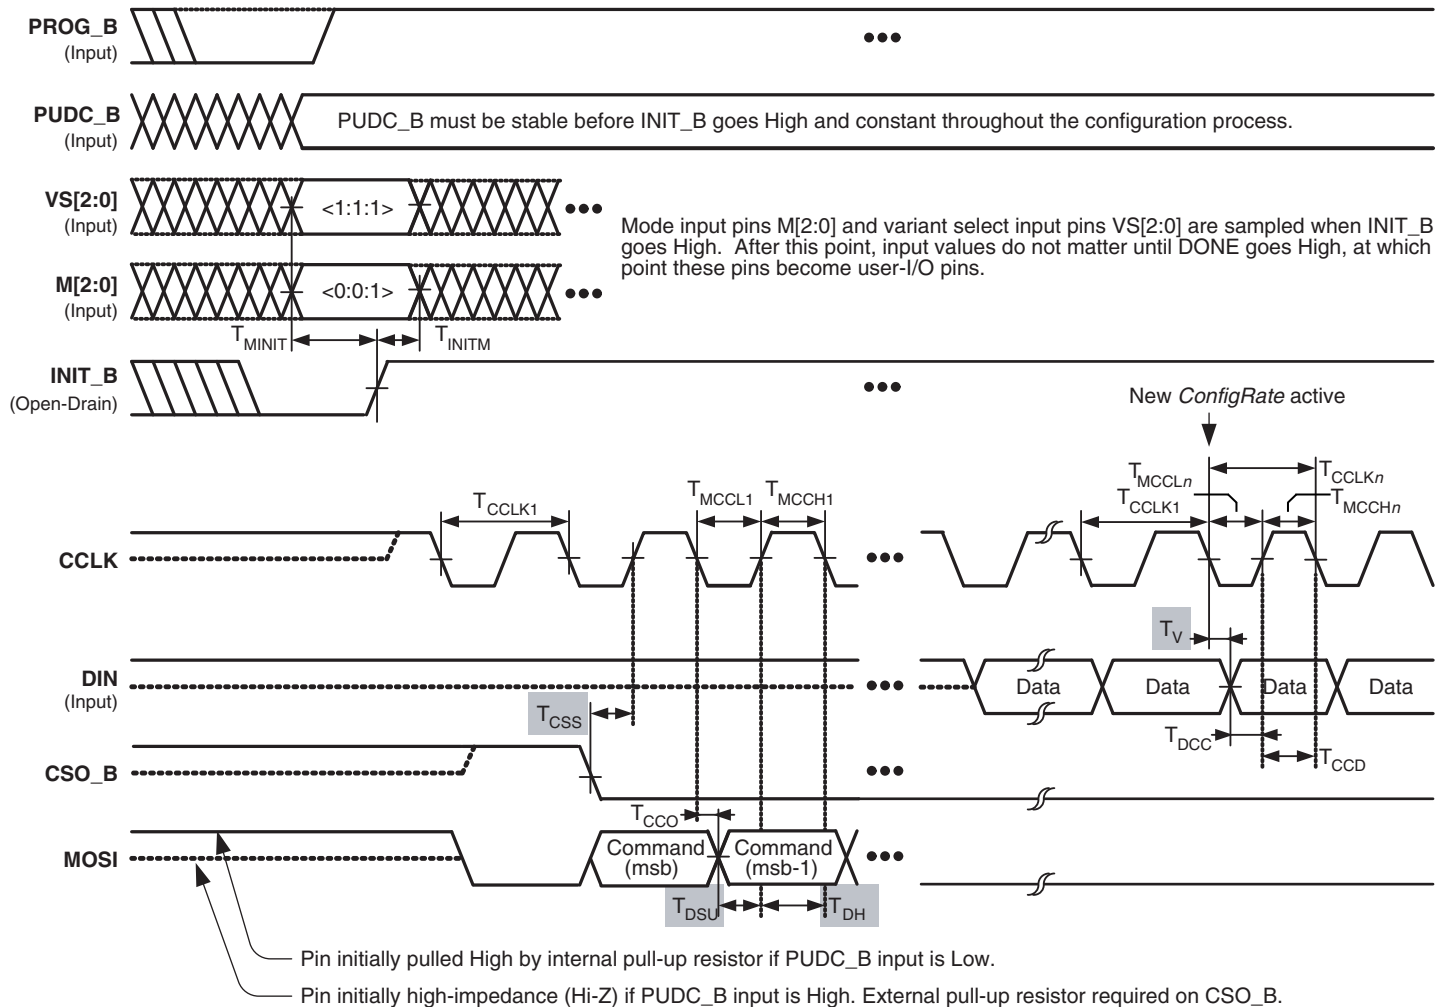 PROG_B
(Input)
PUDC_B
(Input)
PUDC_B must be stable before INIT_B goes High and constant throughout the configuration process.
VS[2:0]
(Input)
<1:1:1>
Mode input pins M[2:0] and variant select input pins VS[2:0] are sampled when INIT_B
goes High. After this point, input values do not matter until DONE goes High, at which
point these pins become user-I/O pins.
M[2:0]
(Input)
<0:0:1>
TMINIT
TINITM
INIT_B
(Open-Drain)
New ConfigRate active
TCCLK1
TMCCL1
TMCCH1
TMCCLn
TCCLK1
TCCLKn
TMCCHn
CCLK
TV
DIN
(Input)
Data
Data
Data
Data
TCSS
TDCC
TCCD
CSO_B
TCCO
MOSI
Command
(msb)
Command
(msb-1)
TDSU
TDH
Pin initially pulled High by internal pull-up resistor if PUDC_B input is Low.
Pin initially high-impedance (Hi-Z) if PUDC_B input is High. External pull-up resistor required on CSO_B.